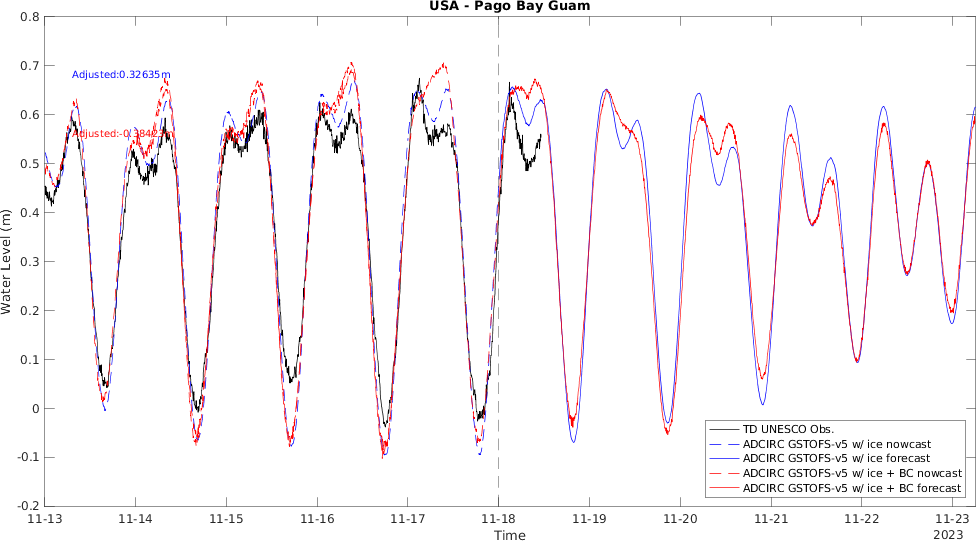 USA - Pago Bay Guam
0.8
0.7
0.6
0.5
0.4
0.3
0.2
0.1
0
-0.1
-0.2
Water Level (m)
Adjusted:0.32635m
TD UNESCO Obs.
ADCIRC GSTOFS-v5 w/ ice nowcast
ADCIRC GSTOFS-v5 w/ ice forecast
ADCIRC GSTOFS-v5 w/ ice + BC nowcast
ADCIRC GSTOFS-v5 w/ ice + BC forecast
11-13 11-14 11-15 11-16 11-17 11-18 11-19 11-20 11-21 11-22 11-23
Time
2023